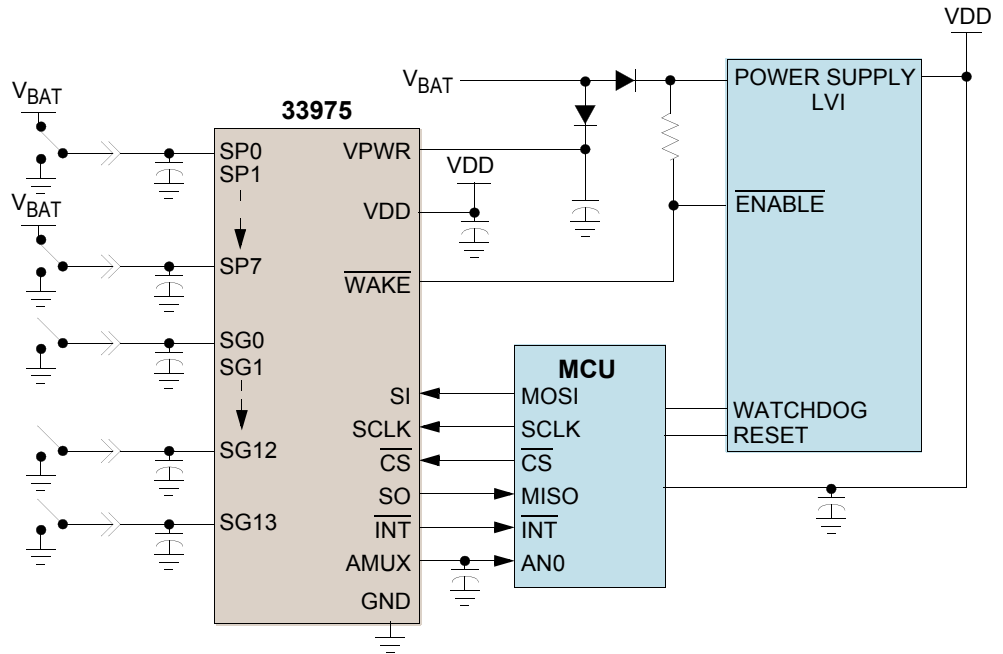 VDD
V_BAT
POWER SUPPLY
LVI
V_BAT
33975
SP0
SP1
VPWR
VDD
VDD
ENABLE
V_BAT
SP7
WAKE
SG0
SG1
MCU
SI
MOSI
WATCHDOG
SCLK
SCLK
RESET
SG12
CS
CS
SO
MISO
SG13
INT
INT
AMUX
AN0
GND